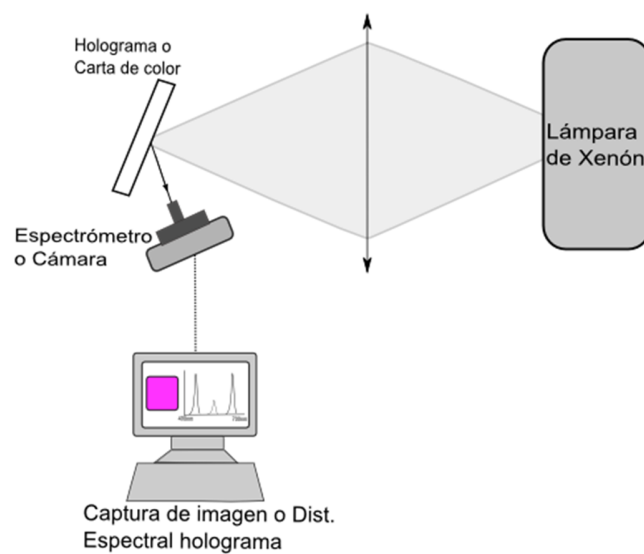 Holograma o
Carta de color
Lámpara
de Xenón
Espectrómetro
o Cámara
Captura de imagen o Dist.
Espectral holograma